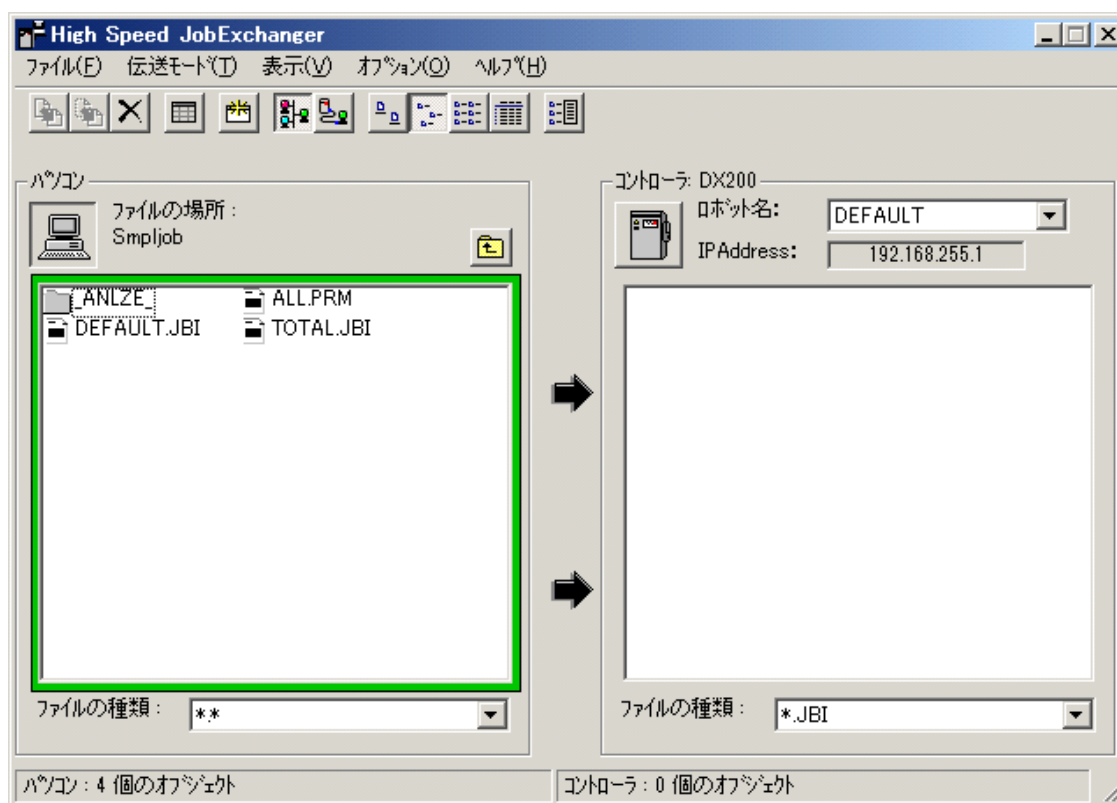 High Speed JobExchanger
ﾌｧｲﾙ(F) 伝送ﾓｰﾄﾞ(T) 表示(V) ｵﾌﾟｼｮﾝ(O) ﾍﾙﾌﾟ(H)
ﾊﾟｿｺﾝ
ﾌｧｲﾙの場所 :
Smpljob
_ANLZE_ ALL.PRM
DEFAULT.JBI TOTAL.JBI
ﾌｧｲﾙの種類 : *.*
ｺﾝﾄﾛｰﾗ: DX200
ﾛﾎﾞｯﾄ名: DEFAULT
IPAddress: 192.168.255.1
ﾌｧｲﾙの種類 : *.JBI
ﾊﾟｿｺﾝ : 4 個のｵﾌﾞｼﾞｪｸﾄ
ｺﾝﾄﾛｰﾗ : 0 個のｵﾌﾞｼﾞｪｸﾄ